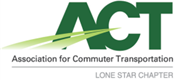 ACT
Association for Commuter Transportation
LONE STAR CHAPTER